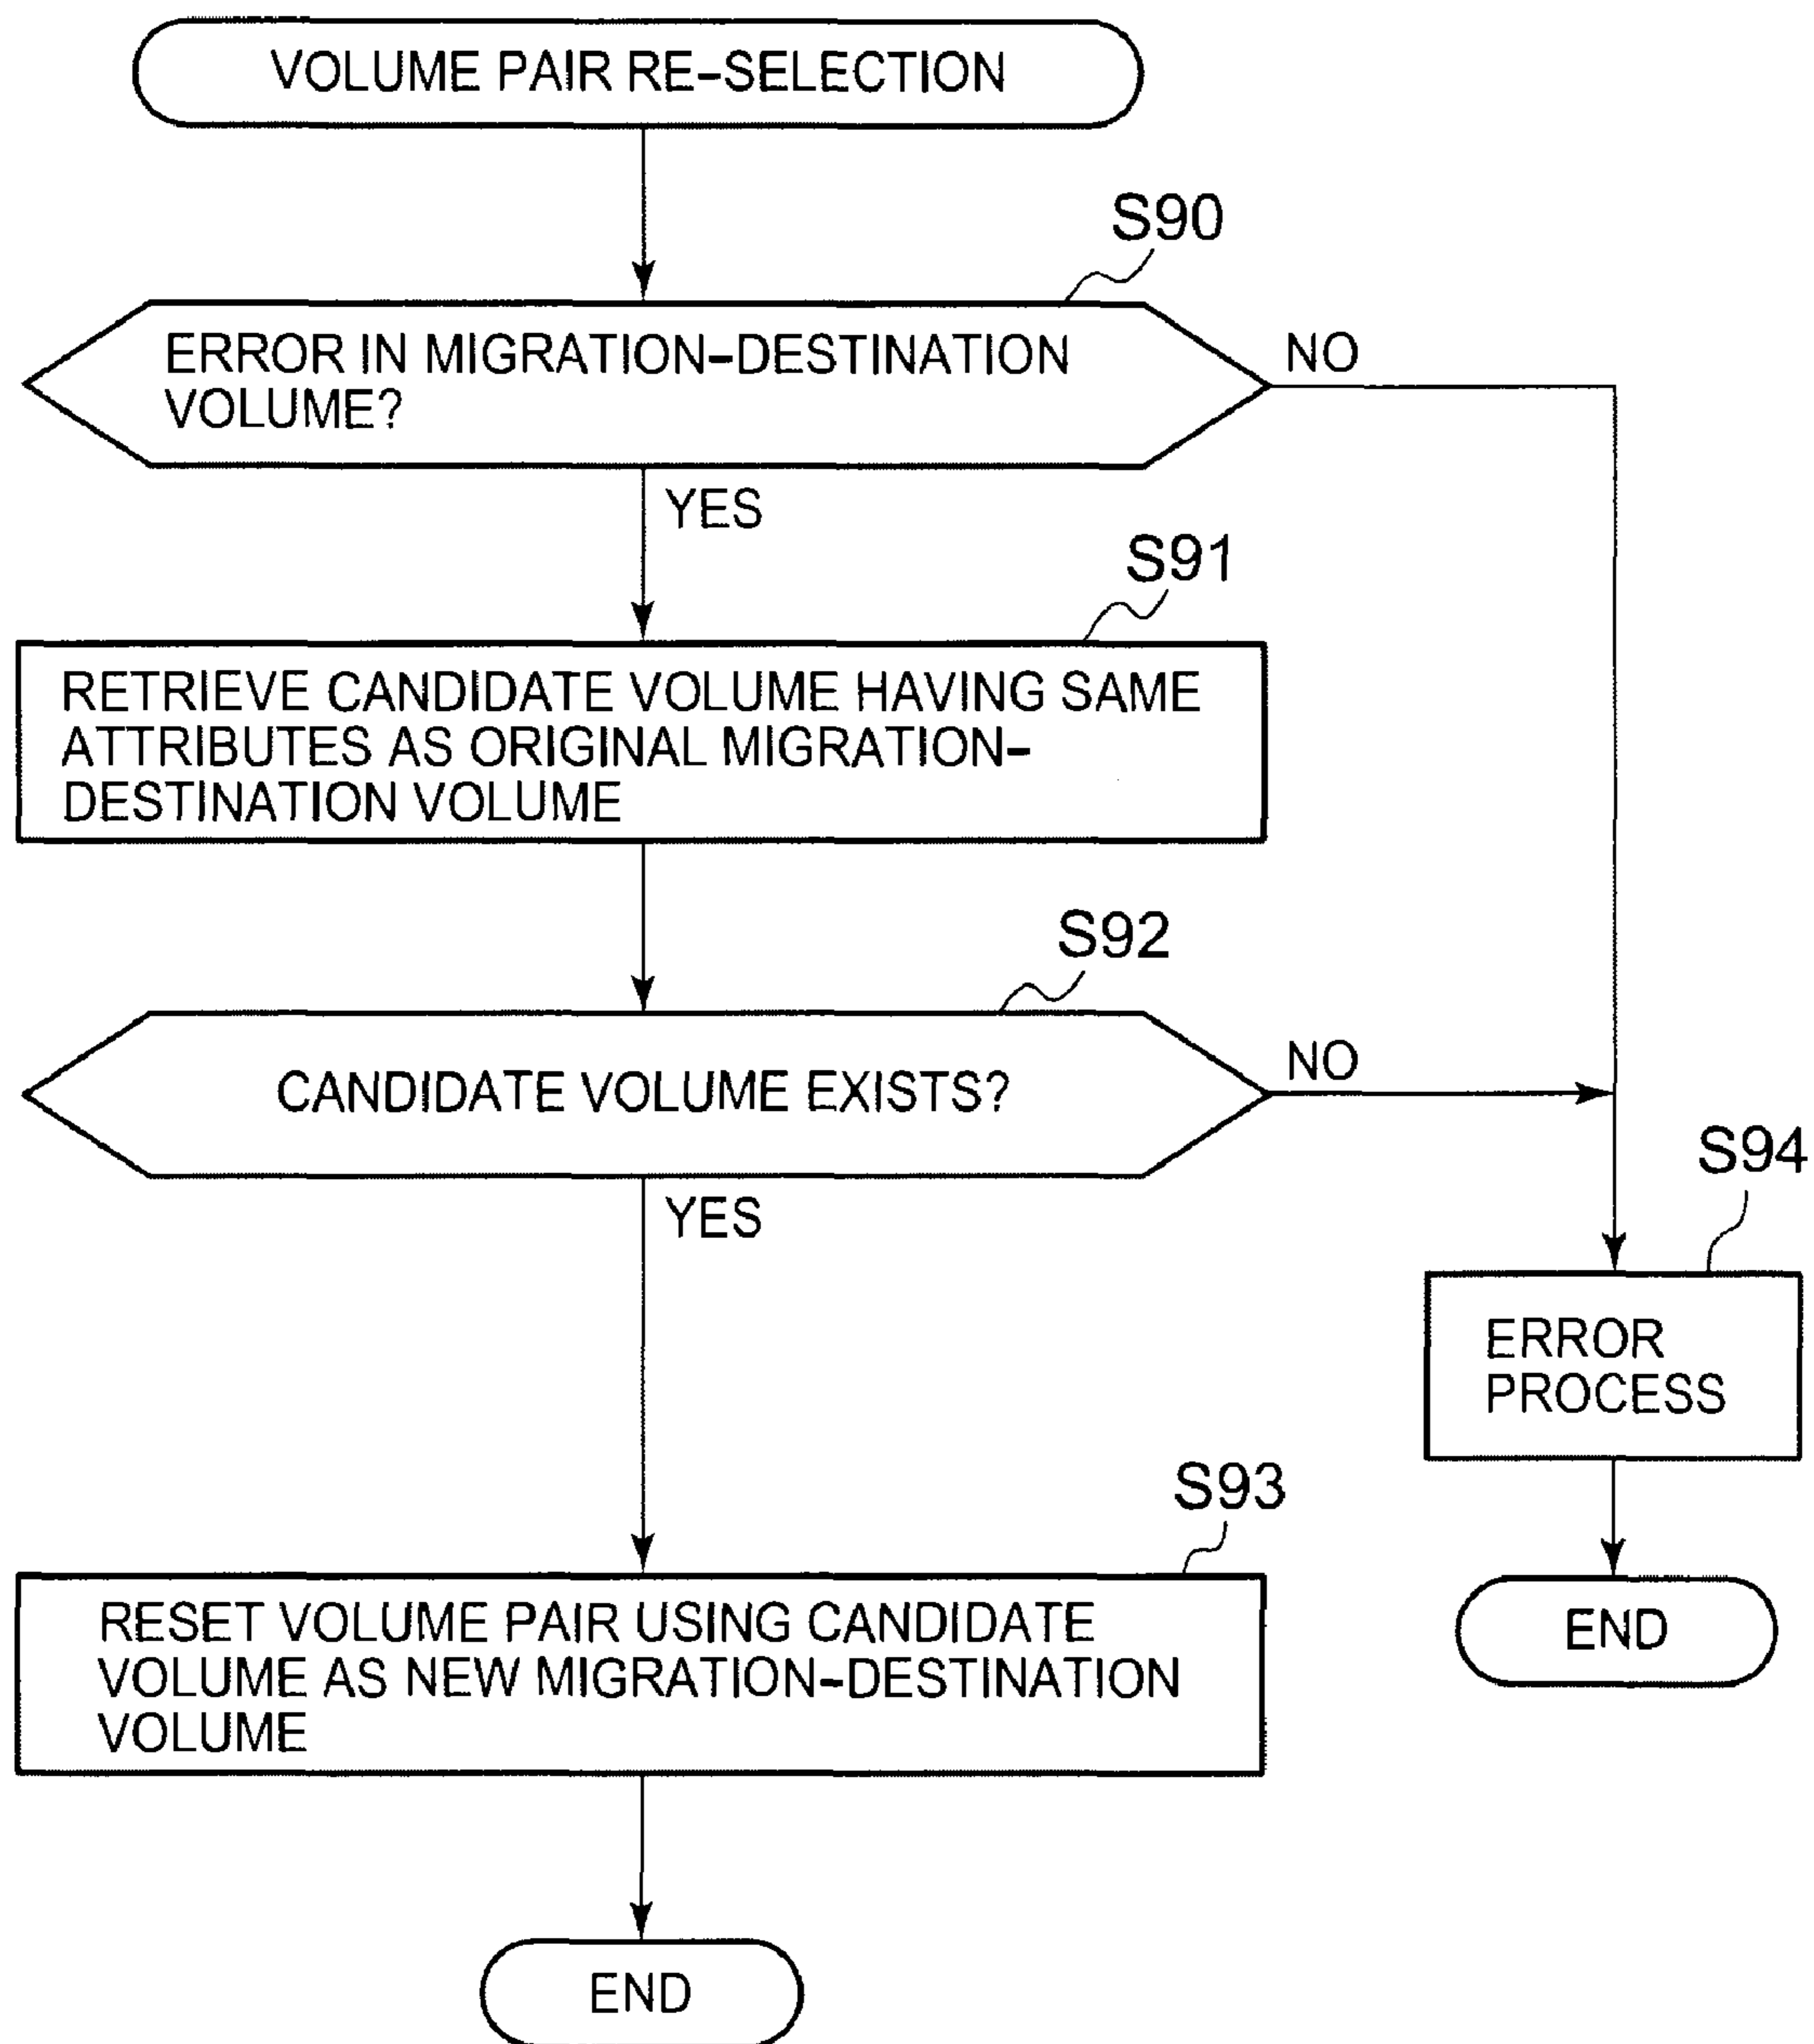 VOLUME PAIR RE-SELECTION
S90
ERROR IN MIGRATION-DESTINATION
VOLUME?
NO
YES
S91
RETRIEVE CANDIDATE VOLUME HAVING SAME
ATTRIBUTES AS ORIGINAL MIGRATION-
DESTINATION VOLUME
S92
CANDIDATE VOLUME EXISTS?
NO
YES
S94
ERROR
PROCESS
S93
RESET VOLUME PAIR USING CANDIDATE
VOLUME AS NEW MIGRATION-DESTINATION
VOLUME
END
END